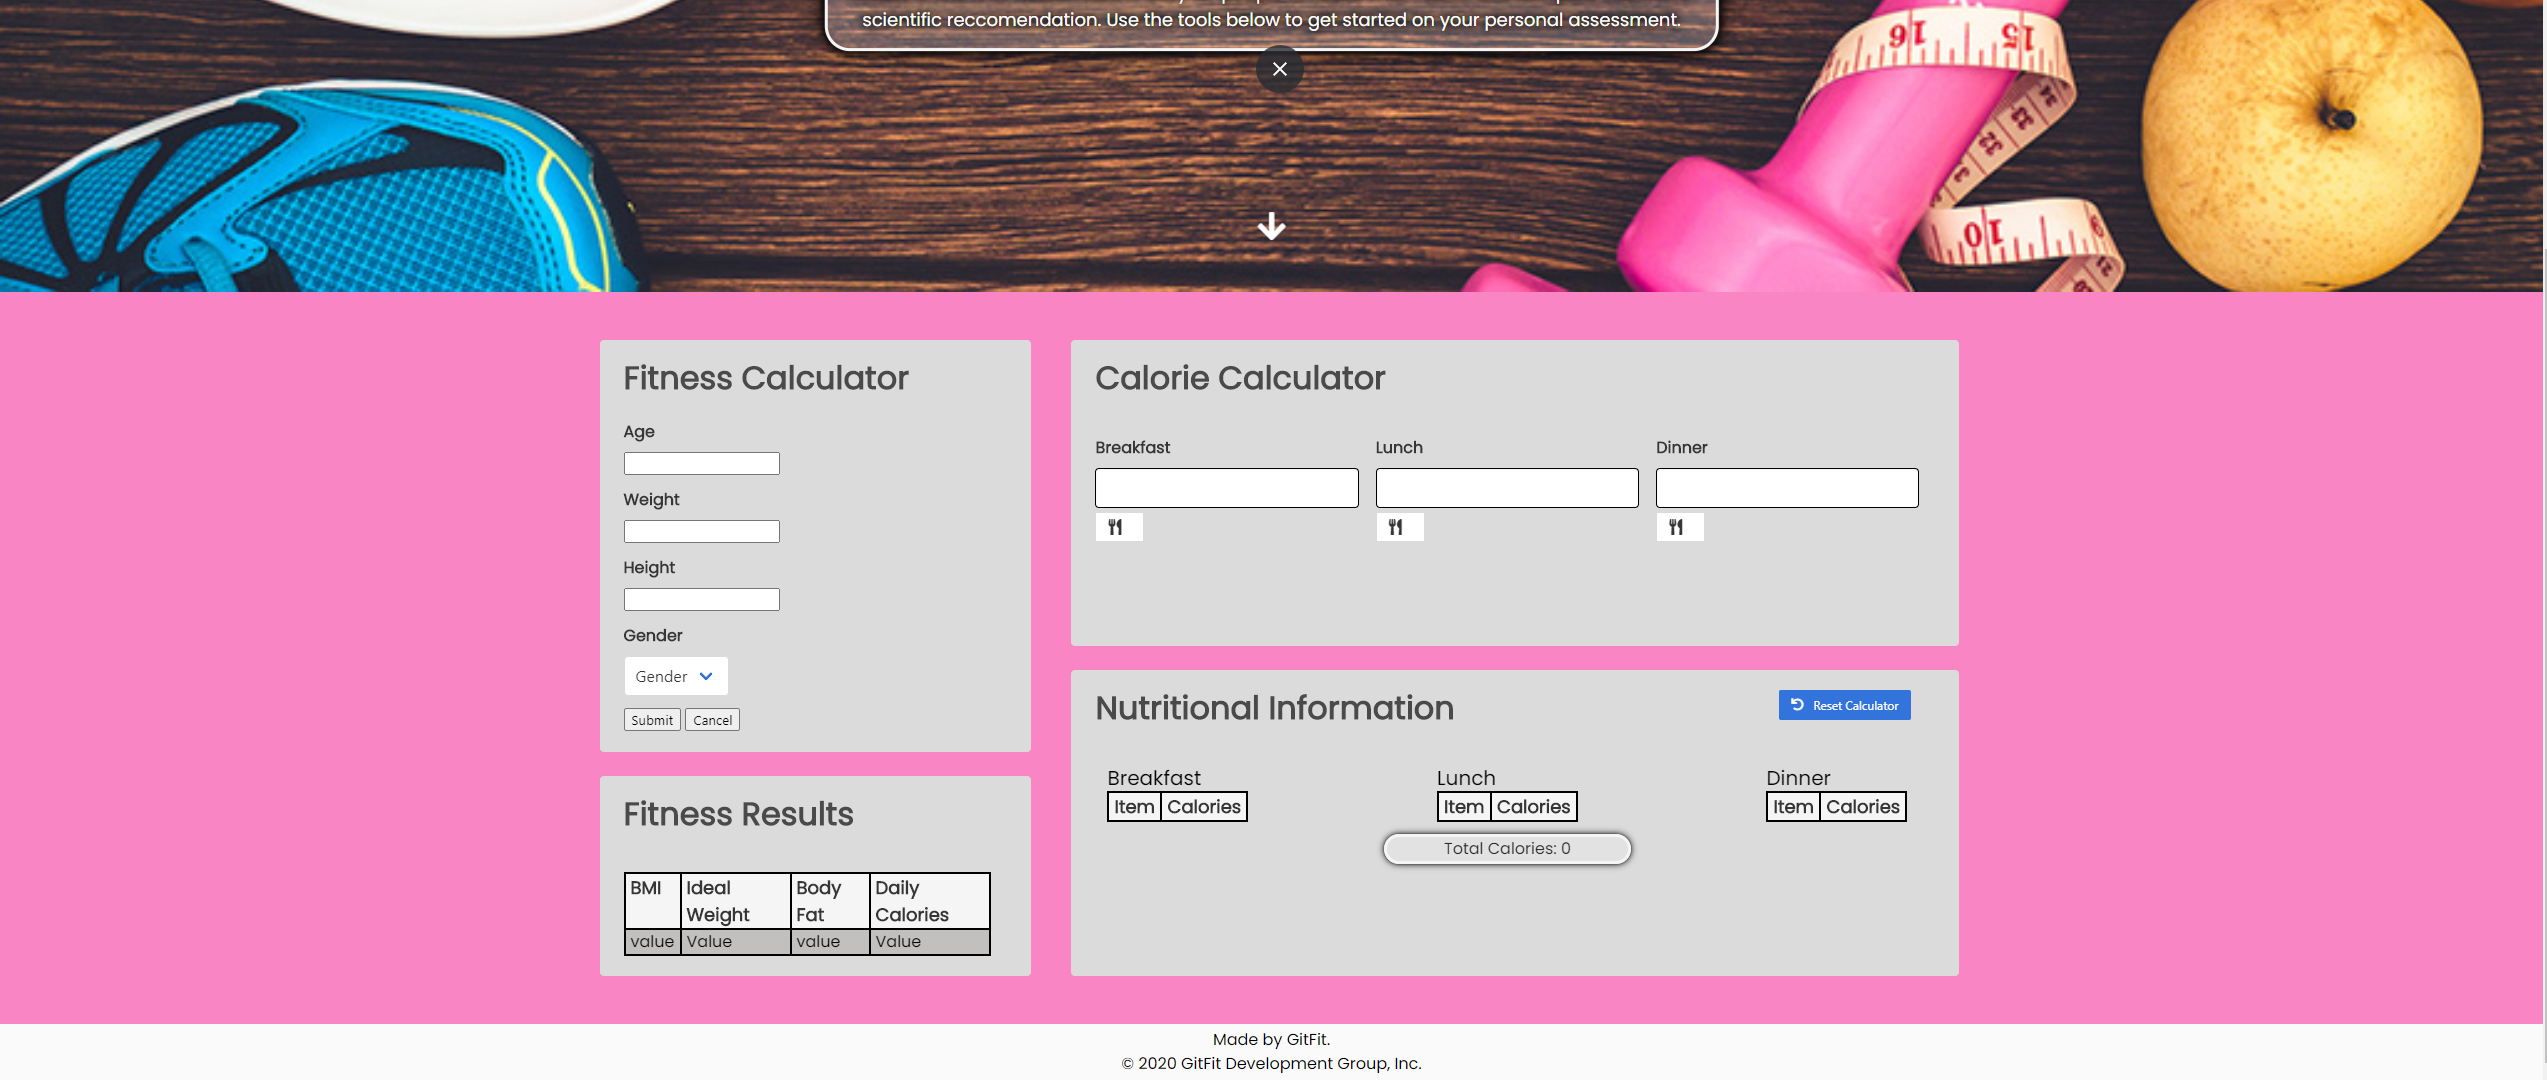 scientific reccomendation. Use the tools below to get started on your personal assessment.
16 15
10
Fitness Calculator
Age
Weight
Height
Gender
Gender
Submit Cancel
Fitness Results
BMI Ideal Weight Body Fat Daily Calories
value Value value Value
Calorie Calculator
Breakfast Lunch Dinner
Nutritional Information
Reset Calculator
Breakfast Lunch Dinner
Item Calories Item Calories Item Calories
Total Calories: 0
Made by GitFit.
© 2020 GitFit Development Group, Inc.